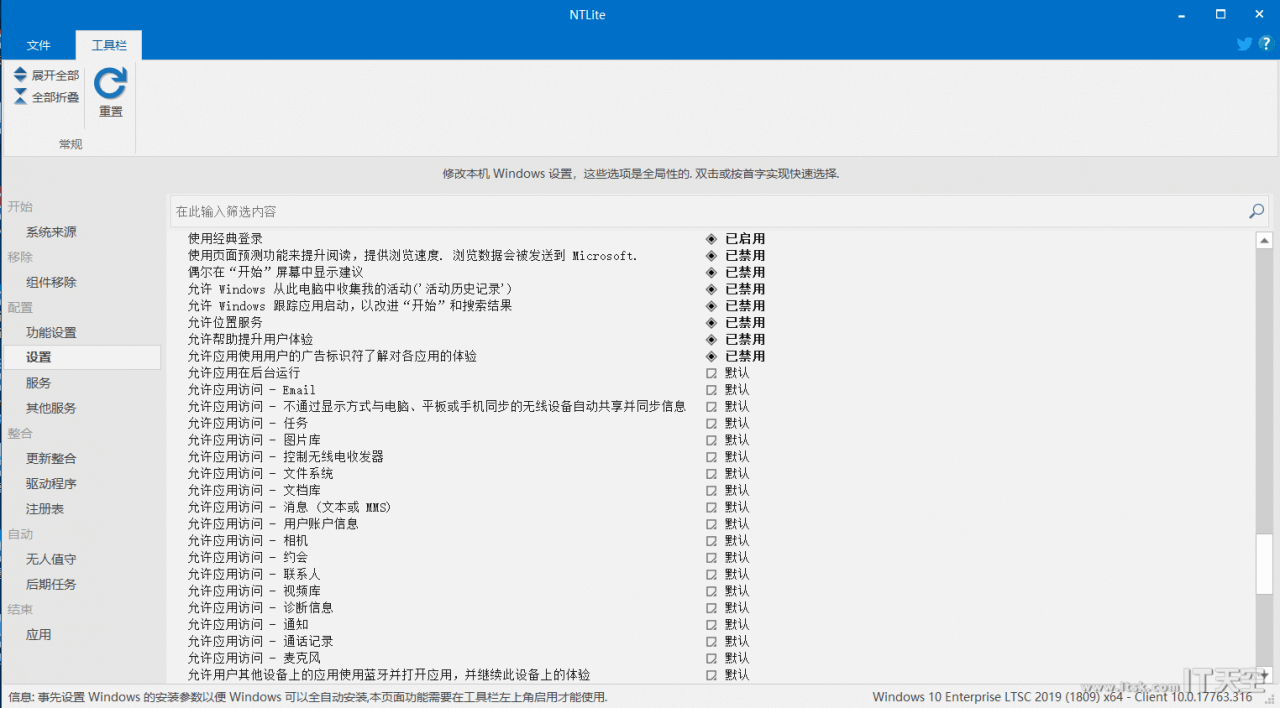 NTLite
文件
工具栏
展开全部
全部折叠
重置
常规
修改本机 Windows 设置，这些选项是全局性的. 双击或按首字实现快速选择.
开始
系统来源
移除
组件移除
配置
功能设置
设置
服务
其他服务
整合
更新整合
驱动程序
注册表
自动
无人值守
后期任务
结束
应用
在此输入筛选内容
使用经典登录 已启用
使用页面预测功能来提升阅读，提供浏览速度. 浏览数据会被发送到 Microsoft. 已禁用
偶尔在“开始”屏幕中显示建议 已禁用
允许 Windows 从此电脑中收集我的活动('活动历史记录') 已禁用
允许 Windows 跟踪应用启动，以改进“开始”和搜索结果 已禁用
允许位置服务 已禁用
允许帮助提升用户体验 已禁用
允许应用使用用户的广告标识符了解对各应用的体验 已禁用
允许应用在后台运行 默认
允许应用访问 - Email 默认
允许应用访问 - 不通过显示方式与电脑、平板或手机同步的无线设备自动共享并同步信息 默认
允许应用访问 - 任务 默认
允许应用访问 - 图片库 默认
允许应用访问 - 控制无线电收发器 默认
允许应用访问 - 文件系统 默认
允许应用访问 - 文档库 默认
允许应用访问 - 消息 (文本或 MMS) 默认
允许应用访问 - 用户账户信息 默认
允许应用访问 - 相机 默认
允许应用访问 - 约会 默认
允许应用访问 - 联系人 默认
允许应用访问 - 视频库 默认
允许应用访问 - 诊断信息 默认
允许应用访问 - 通知 默认
允许应用访问 - 通话记录 默认
允许应用访问 - 麦克风 默认
允许用户其他设备上的应用使用蓝牙并打开应用，并继续此设备上的体验 默认
信息: 事先设置 Windows 的安装参数以便 Windows 可以全自动安装,本页面功能需要在工具栏左上角启用才能使用.
Windows 10 Enterprise LTSC 2019 (1809) x64 - Client 10.0.17763.316
www.itsk.com IT天空